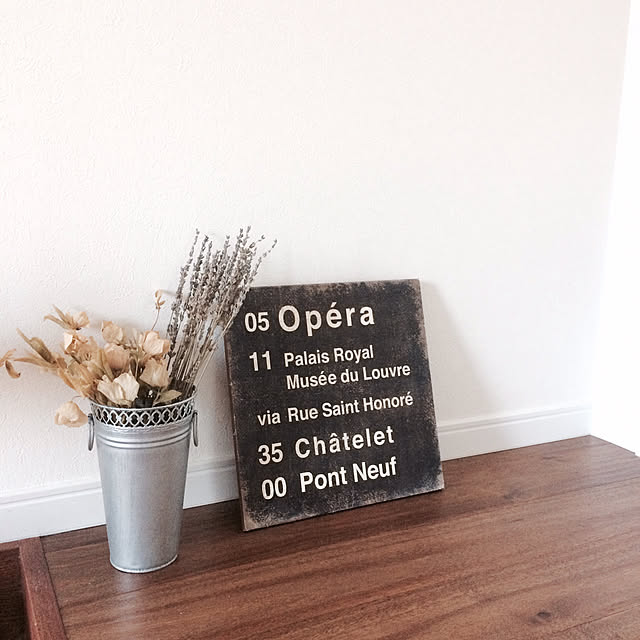 05 Opéra
11 Palais Royal
Musée du Louvre
via Rue Saint Honoré
35 Châtelet
00 Pont Neuf